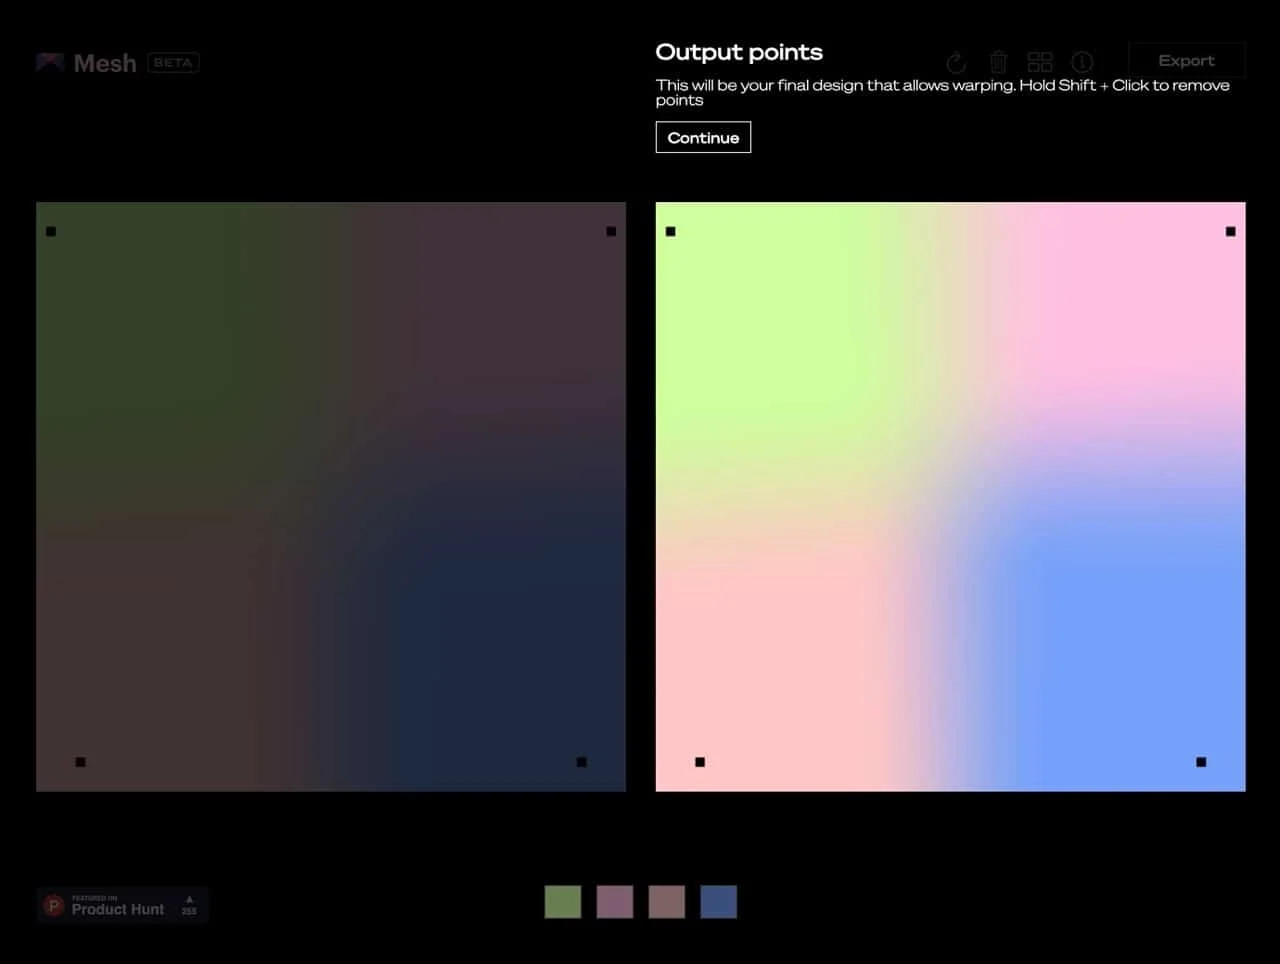 Mesh BETA
Output points
Export
This will be your final design that allows warping. Hold Shift + Click to remove
points
Continue
FEATURED ON
Product Hunt
255